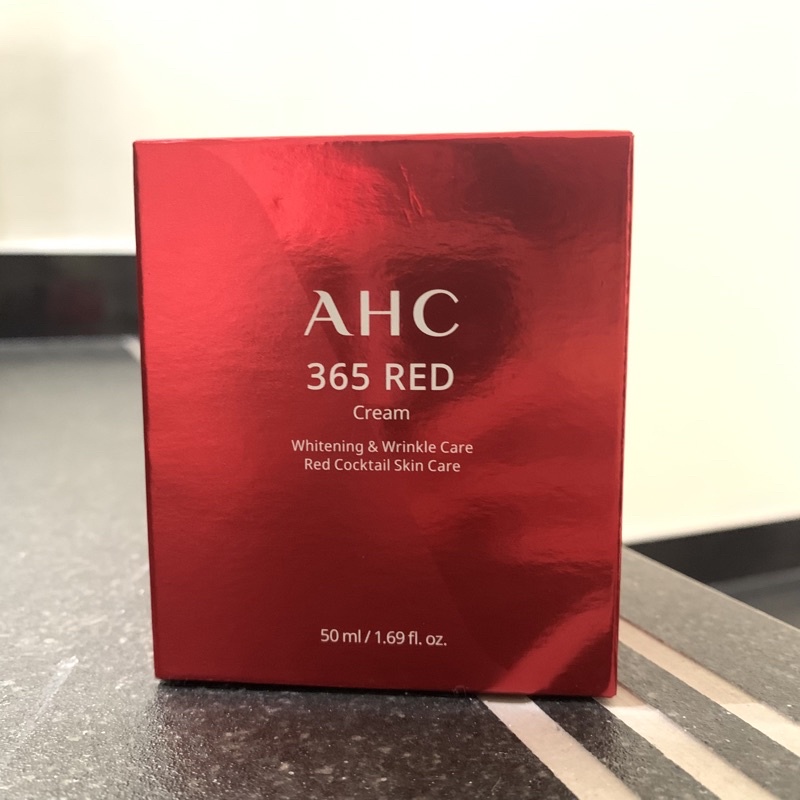 AHC
365 RED
Cream
Whitening & Wrinkle Care
Red Cocktail Skin Care
50 ml / 1.69 fl. oz.